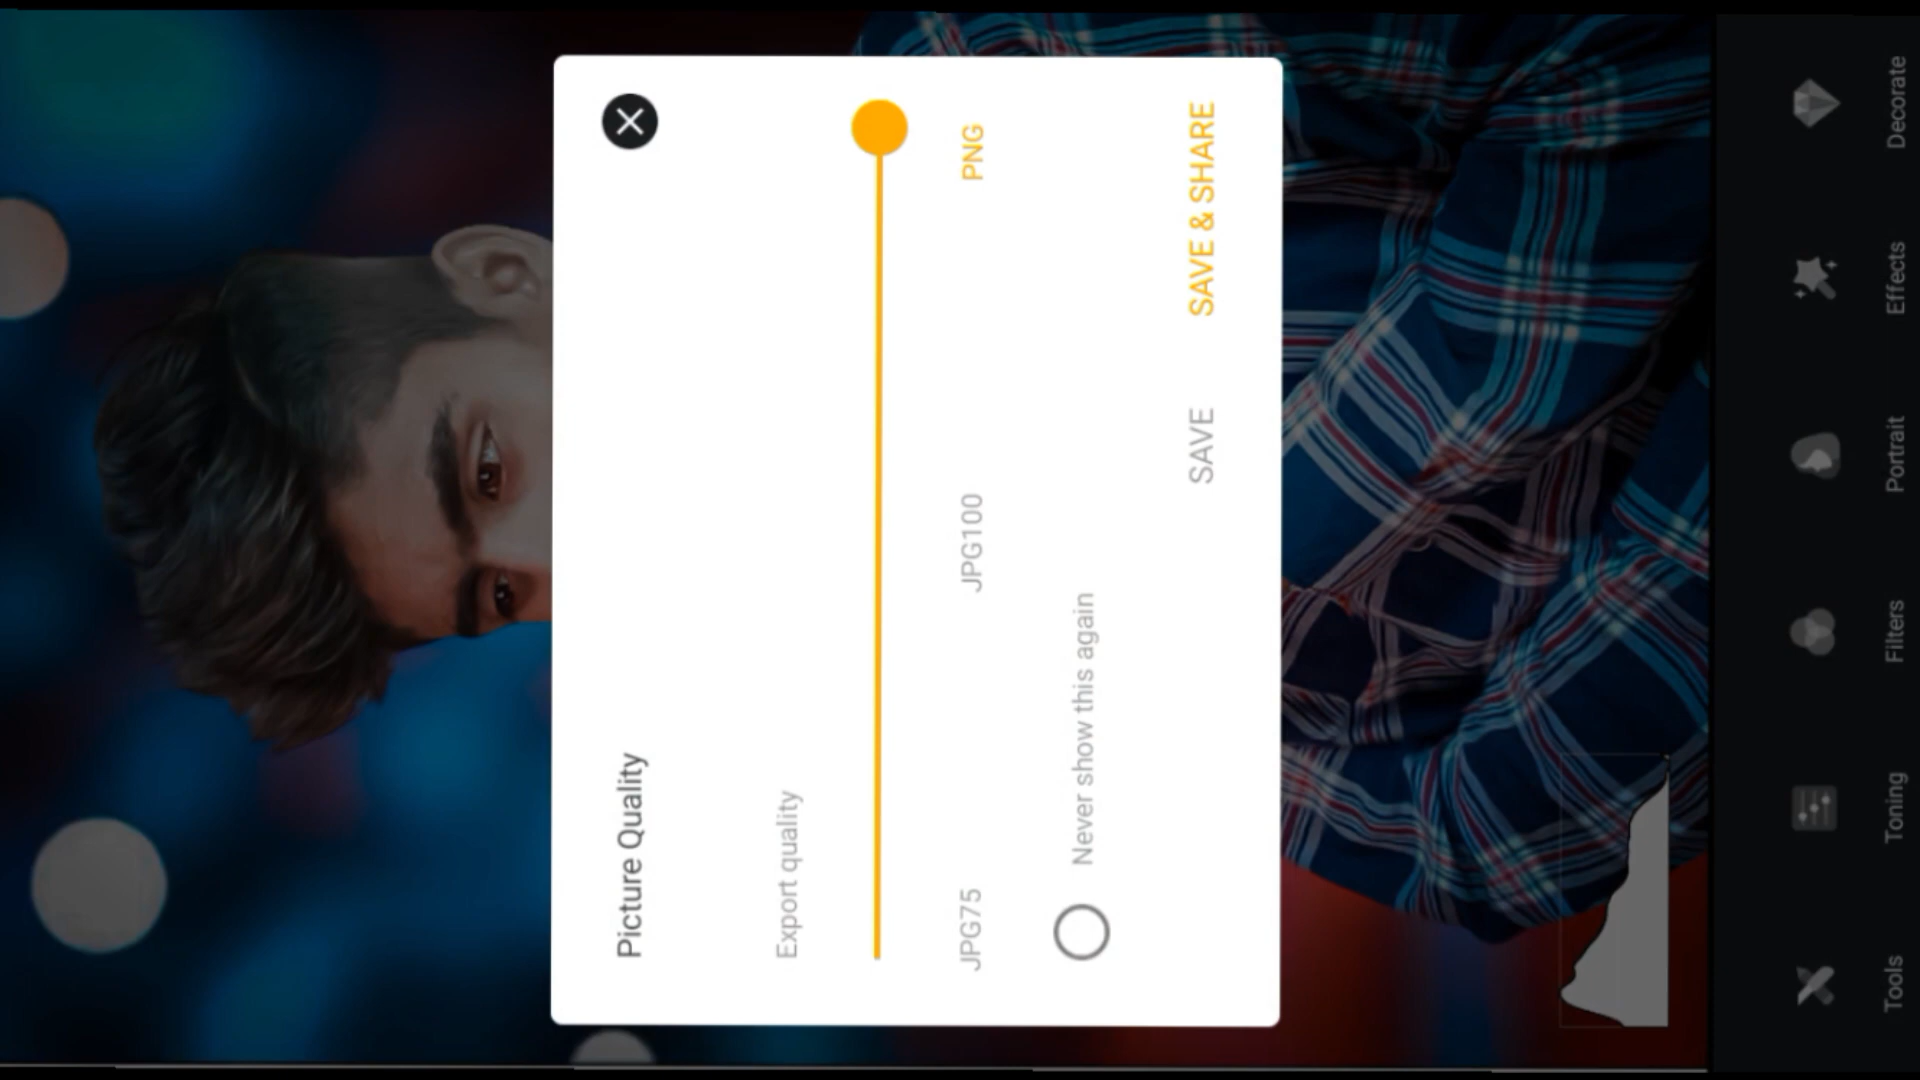 Picture Quality
Export quality
JPG75 JPG100 PNG
Never show this again
SAVE SAVE & SHARE
Tools Toning Filters Portrait Effects Decorate